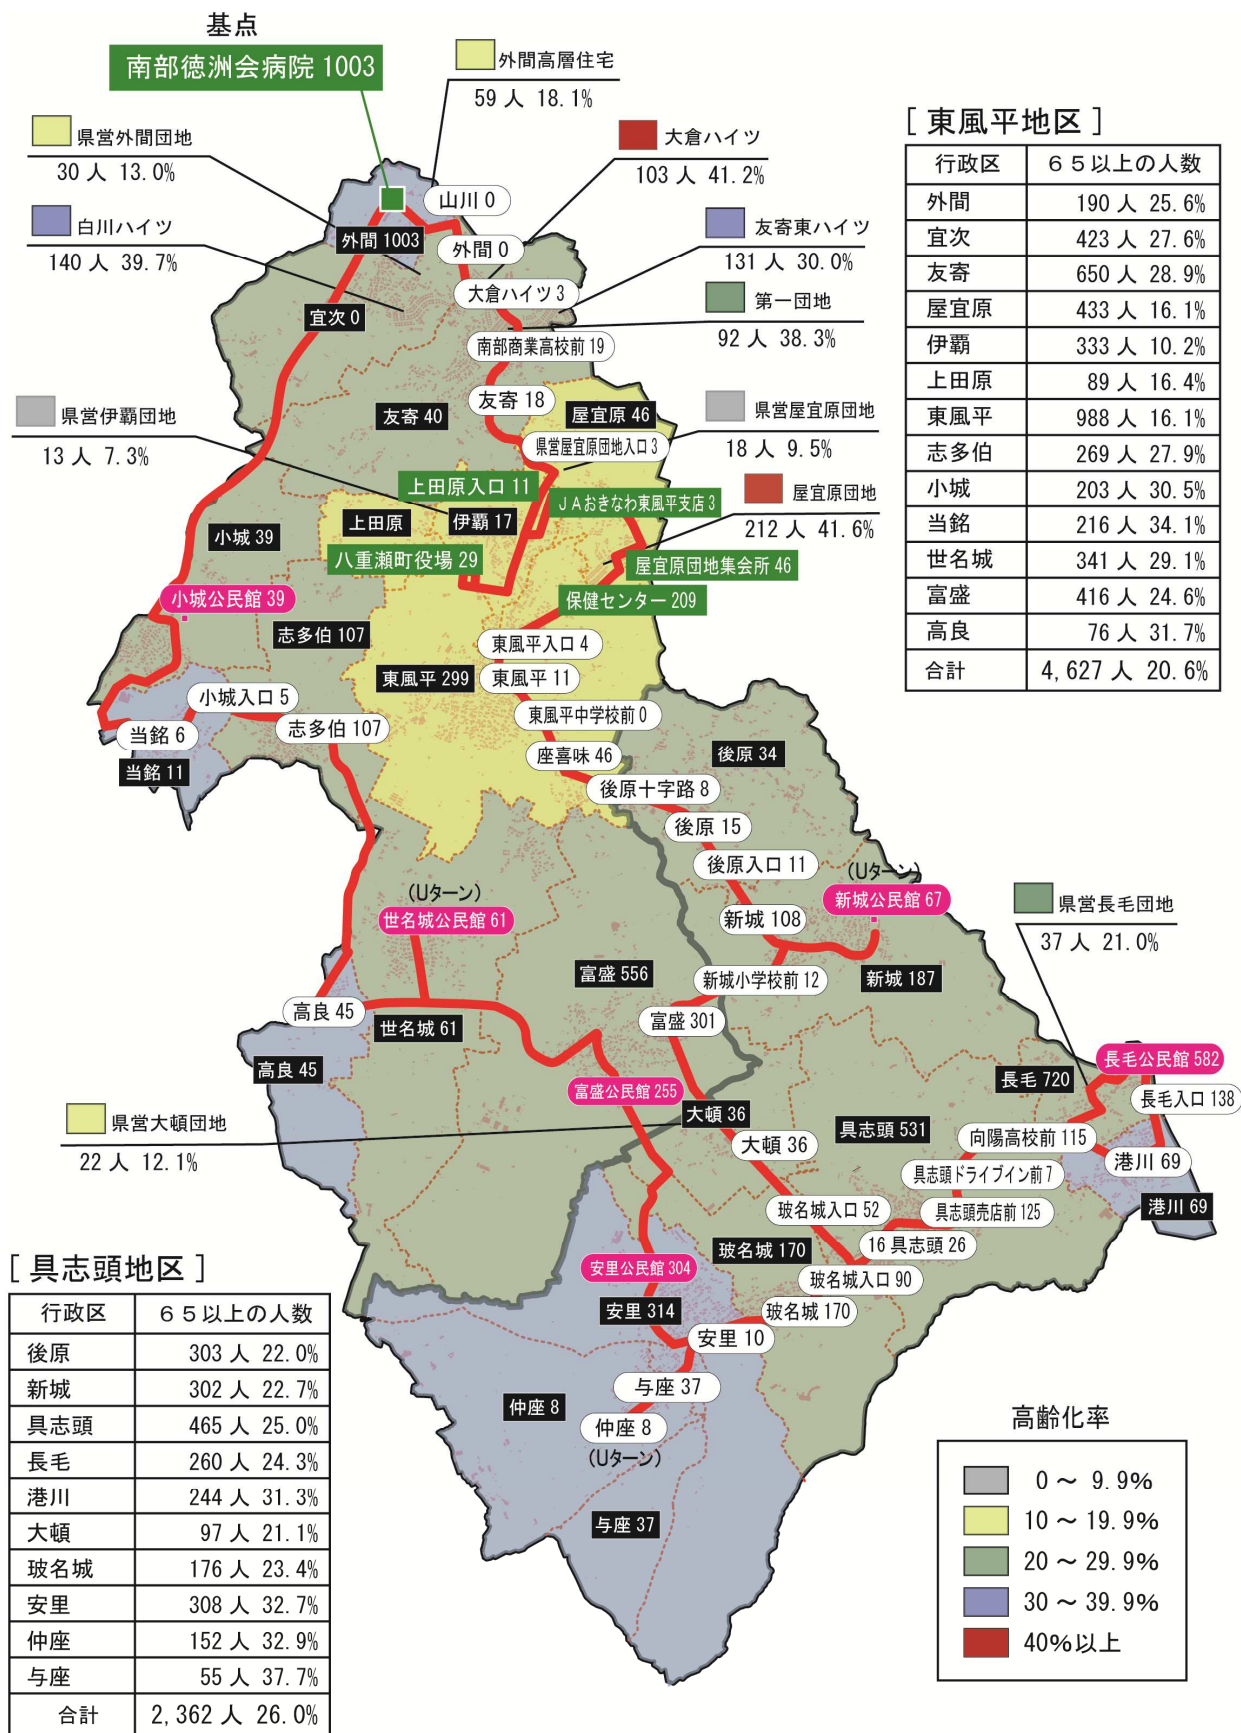 基点
南部徳洲会病院 1003
外間高層住宅
59 人 18.1%
県営外間団地
30 人 13.0%
大倉ハイツ
103 人 41.2%
白川ハイツ
140 人 39.7%
友寄東ハイツ
131 人 30.0%
第一団地
92 人 38.3%
県営伊覇団地
13 人 7.3%
県営屋宜原団地
18 人 9.5%
屋宜原団地
212 人 41.6%
山川 0
外間 1003
外間 0
大倉ハイツ 3
宜次 0
南部商業高校前 19
友寄 18
友寄 40
屋宜原 46
県営屋宜原団地入口 3
上田原入口 11
JAおきなわ東風平支店 3
上田原
伊覇 17
小城 39
八重瀬町役場 29
屋宜原団地集会所 46
保健センター 209
小城公民館 39
志多伯 107
東風平入口 4
東風平 299
東風平 11
小城入口 5
東風平中学校前 0
当銘 6
志多伯 107
座喜味 46
当銘 11
後原 34
後原十字路 8
後原 15
後原入口 11
(Uターン)
世名城公民館 61
(Uターン)
新城公民館 67
新城 108
県営長毛団地
37 人 21.0%
富盛 556
新城小学校前 12
新城 187
高良 45
世名城 61
富盛 301
高良 45
富盛公民館 255
長毛公民館 582
長毛 720
長毛入口 138
県営大頓団地
22 人 12.1%
大頓 36
大頓 36
具志頭 531
向陽高校前 115
港川 69
具志頭ドライブイン前 7
港川 69
玻名城入口 52
具志頭売店前 125
玻名城 170
16 具志頭 26
安里公民館 304
玻名城入口 90
安里 314
玻名城 170
安里 10
与座 37
仲座 8
仲座 8
(Uターン)
与座 37
[ 東風平地区 ]
行政区 65以上の人数
外間 190 人 25.6%
宜次 423 人 27.6%
友寄 650 人 28.9%
屋宜原 433 人 16.1%
伊覇 333 人 10.2%
上田原 89 人 16.4%
東風平 988 人 16.1%
志多伯 269 人 27.9%
小城 203 人 30.5%
当銘 216 人 34.1%
世名城 341 人 29.1%
富盛 416 人 24.6%
高良 76 人 31.7%
合計 4,627 人 20.6%
[ 具志頭地区 ]
行政区 65以上の人数
後原 303 人 22.0%
新城 302 人 22.7%
具志頭 465 人 25.0%
長毛 260 人 24.3%
港川 244 人 31.3%
大頓 97 人 21.1%
玻名城 176 人 23.4%
安里 308 人 32.7%
仲座 152 人 32.9%
与座 55 人 37.7%
合計 2,362 人 26.0%
高齢化率
0 ～ 9.9%
10 ～ 19.9%
20 ～ 29.9%
30 ～ 39.9%
40%以上